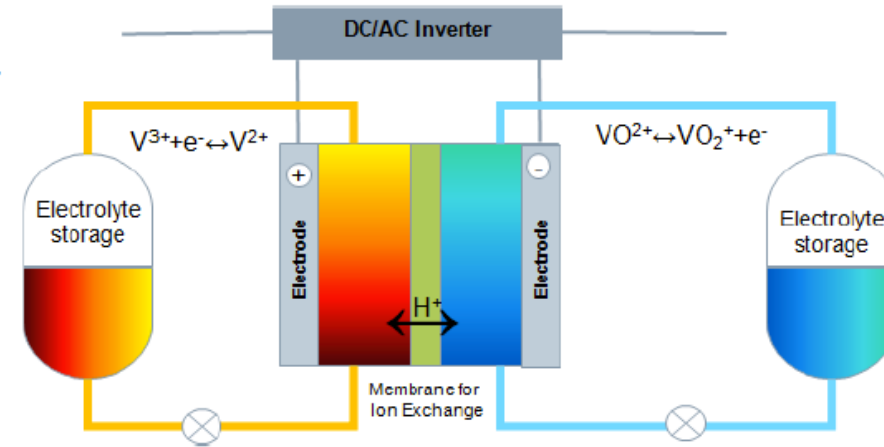 DC/AC Inverter
V³⁺+e⁻↔V²⁺
VO²⁺↔VO₂⁺+e⁻
+
-
Electrolyte
storage
Electrode
H⁺
Electrode
Electrolyte
storage
Membrane for
Ion Exchange